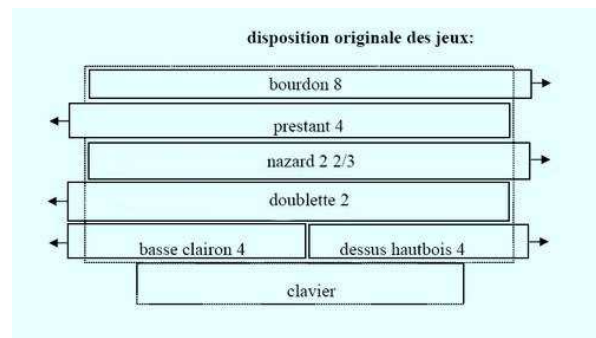 disposition originale des jeux:
bourdon 8
prestant 4
nazard 2 2/3
doublette 2
basse clairon 4 dessus hautbois 4
clavier